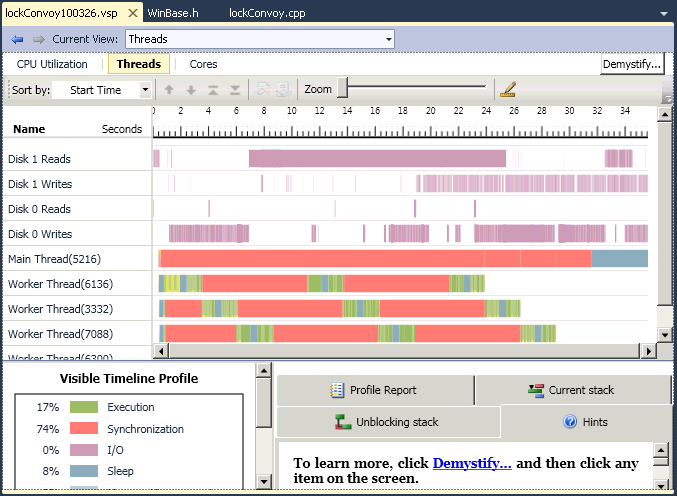 lockConvoy100326.vsp WinBase.h lockConvoy.cpp
Current View: Threads
CPU Utilization Threads Cores Demystify...
Sort by: Start Time Zoom
Name Seconds 0 2 4 6 8 10 12 14 16 18 20 22 24 26 28 30 32 34
Disk 1 Reads
Disk 1 Writes
Disk 0 Reads
Disk 0 Writes
Main Thread(5216)
Worker Thread(6136)
Worker Thread(3332)
Worker Thread(7088)
Worker Thread(6300)
Visible Timeline Profile
17% Execution
74% Synchronization
0% I/O
8% Sleep
Profile Report Current stack
Unblocking stack Hints
To learn more, click Demystify... and then click any
item on the screen.